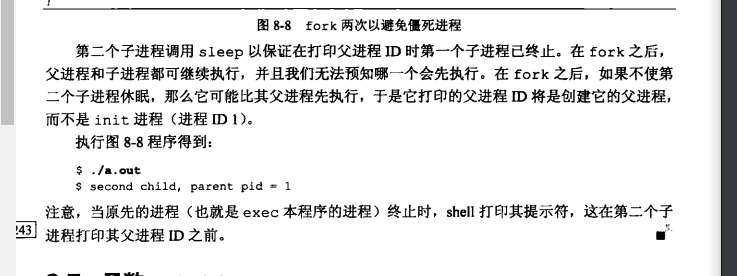 图 8-8 fork 两次以避免僵死进程
第二个子进程调用 sleep 以保证在打印父进程 ID 时第一个子进程已终止。在 fork 之后，
父进程和子进程都可继续执行，并且我们无法预知哪一个会先执行。在 fork 之后，如果不使第
二个子进程休眠，那么它可能比其父进程先执行，于是它打印的父进程 ID 将是创建它的父进程，
而不是 init 进程（进程 ID 1）。
执行图 8-8 程序得到：
$ ./a.out
$ second child, parent pid = 1
注意，当原先的进程（也就是 exec 本程序的进程）终止时，shell 打印其提示符，这在第二个子
243 进程打印其父进程 ID 之前。